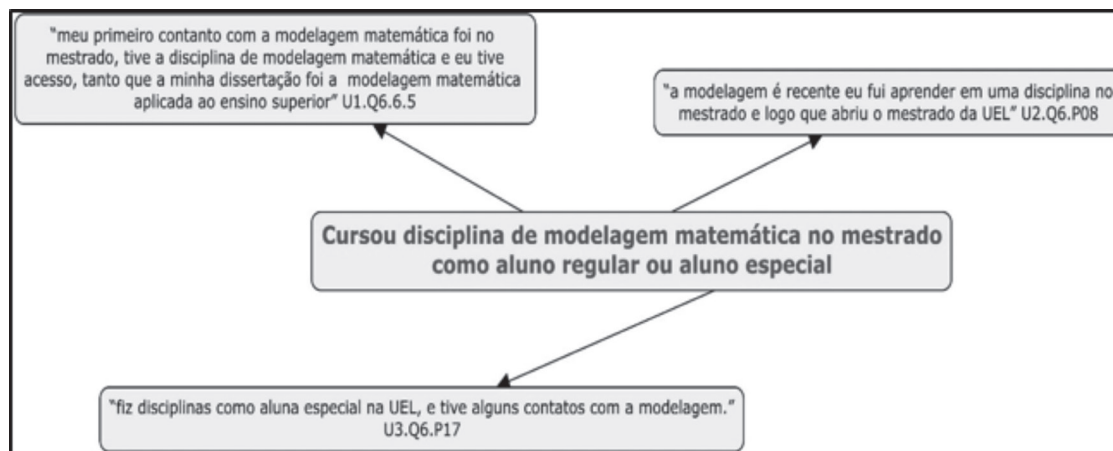 “meu primeiro contanto com a modelagem matemática foi no
mestrado, tive a disciplina de modelagem matemática e eu tive
acesso, tanto que a minha dissertação foi a modelagem matemática
aplicada ao ensino superior” U1.Q6.6.5
“a modelagem é recente eu fui aprender em uma disciplina no
mestrado e logo que abriu o mestrado da UEL” U2.Q6.P08
Cursou disciplina de modelagem matemática no mestrado
como aluno regular ou aluno especial
“fiz disciplinas como aluna especial na UEL, e tive alguns contatos com a modelagem.”
U3.Q6.P17